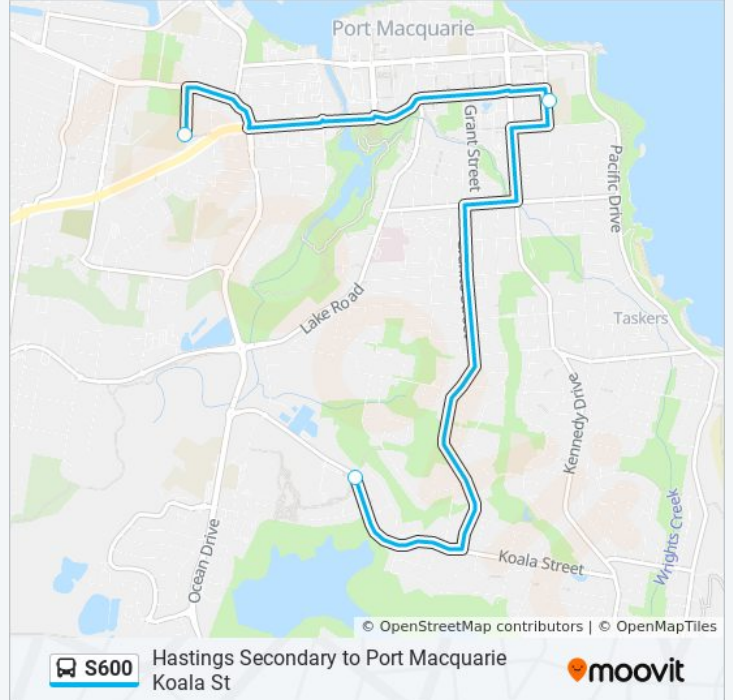 Port Macquarie
Grant Street
Pacific Drive
Lake Road
Taskers
Kennedy Drive
Wrights Creek
Ocean Drive
Koala Street
© OpenStreetMap contributors | © OpenMapTiles
S600
Hastings Secondary to Port Macquarie
Koala St
moovit